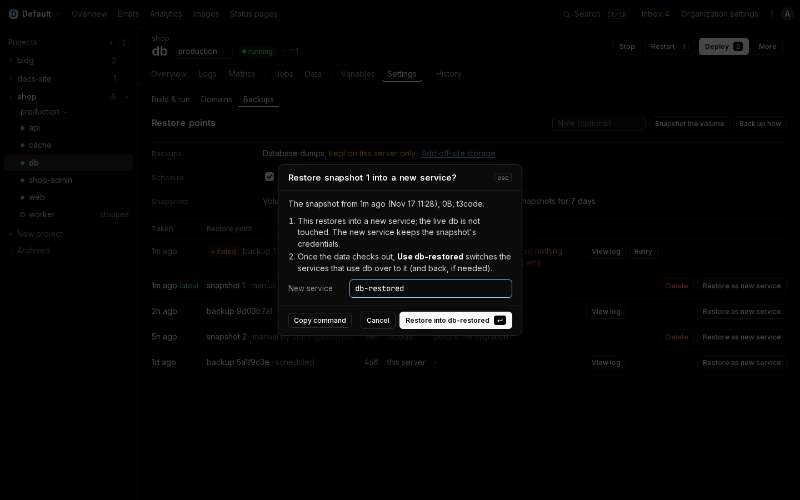 Default
Overview
Errors
Analytics
Images
Status pages
Search
Inbox 4
Organization settings
?
A
Projects
blog
2
docs-site
1
shop
6
production
api
cache
db
shop-admin
web
worker
stopped
New project
Archived
shop
db
production
running
Stop
Restart
Deploy
More
Overview
Logs
Metrics
Jobs
Data
Variables
Settings
History
Build & run
Domains
Backups
Restore points
Note (optional)
Snapshot the volume
Back up now
Backups
Database dumps, kept on this server only · Add off-site storage
Schedule
Snapshots
snapshots for 7 days
Taken
Restore point
1m ago
Failed
backup
View log
Retry
1m ago latest
snapshot 1
Delete
Restore as new service
2h ago
View log
Restore as new service
5h ago
snapshot 2
Delete
Restore as new service
1d ago
scheduled
this server
View log
Restore as new service
Restore snapshot 1 into a new service?
esc
The snapshot from 1m ago (Nov 17 11:28), 0B, t3code.
1. This restores into a new service; the live db is not
touched. The new service keeps the snapshot's
credentials.
2. Once the data checks out, Use db-restored switches the
services that use db over to it (and back, if needed).
New service
db-restored
Copy command
Cancel
Restore into db-restored